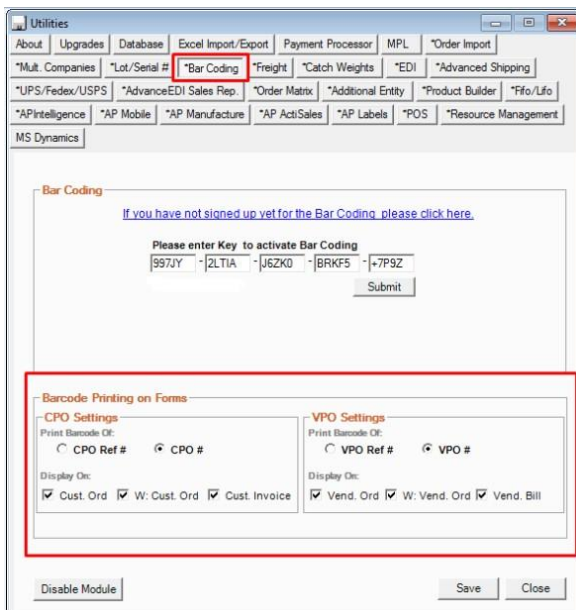 Utilities
About Upgrades Database Excel Import/Export Payment Processor MPL *Order Import
*Mult. Companies *Lot/Serial # *Bar Coding *Freight *Catch Weights *EDI *Advanced Shipping
*UPS/Fedex/USPS *AdvanceEDI Sales Rep. *Order Matrix *Additional Entity *Product Builder *Fifo/Lifo
*APIntelligence *AP Mobile *AP Manufacture *AP ActiSales *AP Labels *POS *Resource Management
MS Dynamics
Bar Coding
If you have not signed up yet for the Bar Coding please click here.
Please enter Key to activate Bar Coding
997JY - 2LTIA - J6ZK0 - BRKF5 - +7P9Z
Submit
Barcode Printing on Forms
CPO Settings VPO Settings
Print Barcode Of: Print Barcode Of:
CPO Ref # CPO # VPO Ref # VPO #
Display On: Display On:
Cust. Ord W: Cust. Ord Cust. Invoice Vend. Ord W: Vend. Ord Vend. Bill
Disable Module Save Close